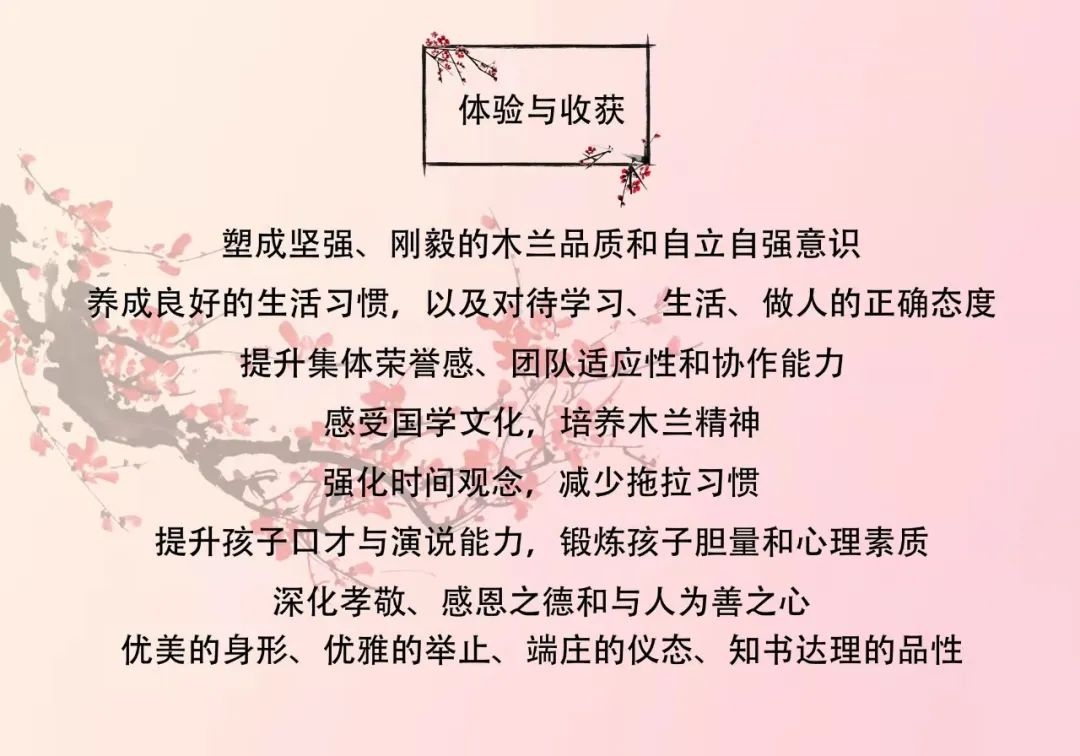 体验与收获
塑成坚强、刚毅的木兰品质和自立自强意识
养成良好的生活习惯，以及对待学习、生活、做人的正确态度
提升集体荣誉感、团队适应性和协作能力
感受国学文化，培养木兰精神
强化时间观念，减少拖拉习惯
提升孩子口才与演说能力，锻炼孩子胆量和心理素质
深化孝敬、感恩之德和与人为善之心
优美的身形、优雅的举止、端庄的仪态、知书达理的品性